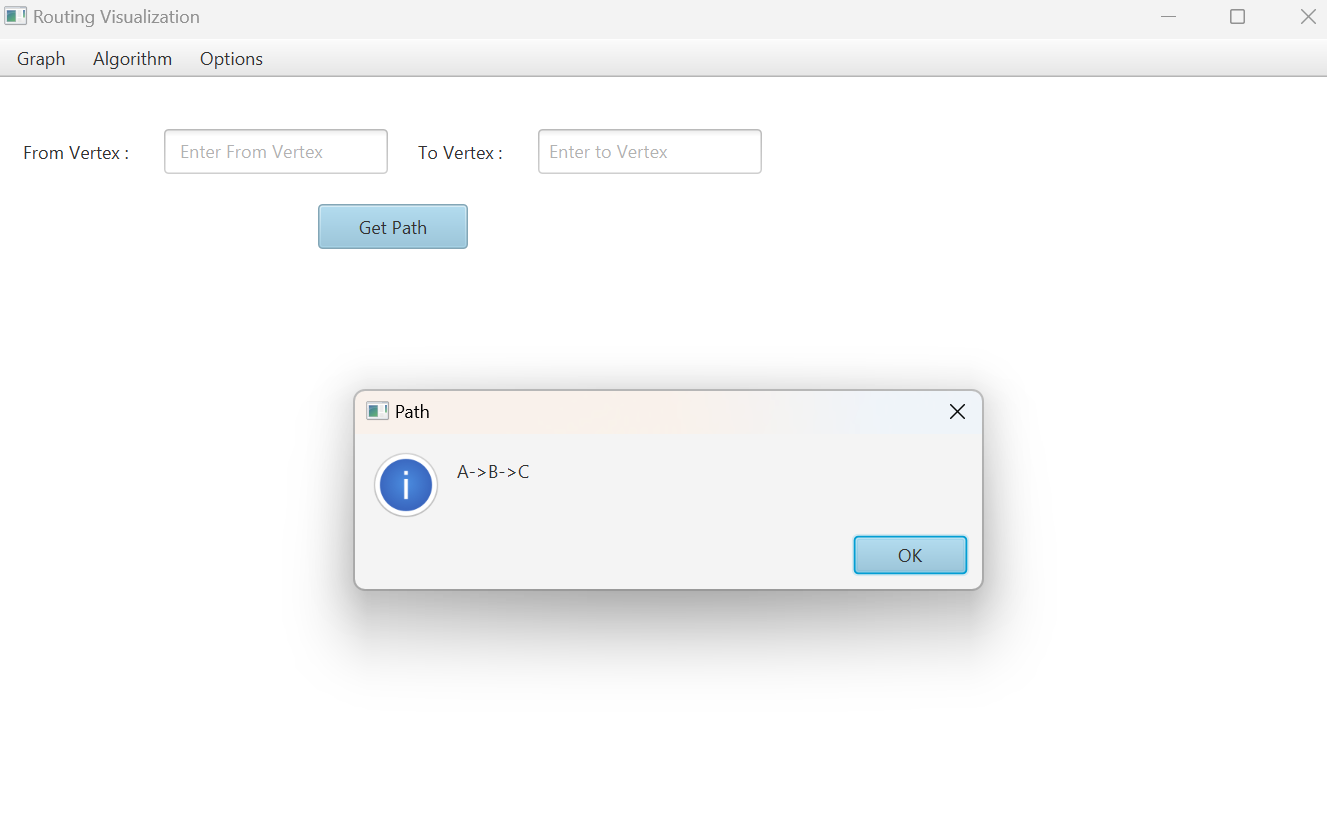 Routing Visualization
Graph Algorithm Options
From Vertex : Enter From Vertex To Vertex : Enter to Vertex
Get Path
Path
A->B->C
OK